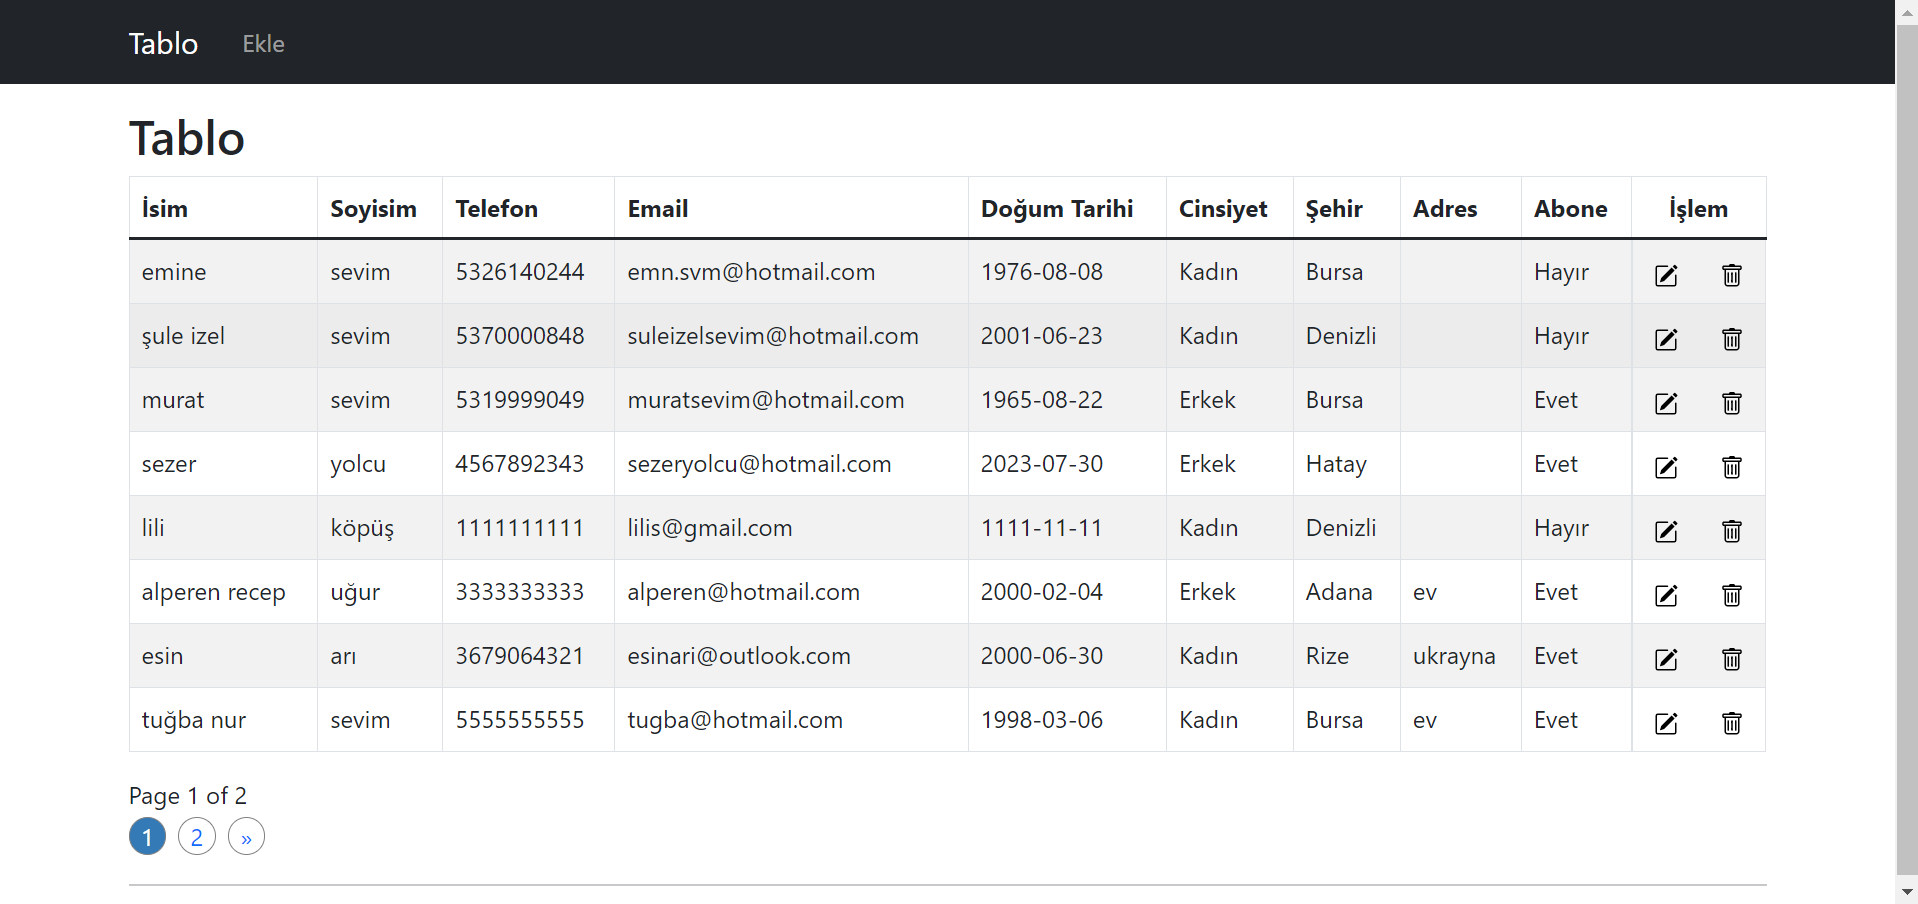 Tablo Ekle
Tablo
İsim Soyisim Telefon Email Doğum Tarihi Cinsiyet Şehir Adres Abone İşlem
emine sevim 5326140244 emn.svm@hotmail.com 1976-08-08 Kadın Bursa Hayır
şule izel sevim 5370000848 suleizelsevim@hotmail.com 2001-06-23 Kadın Denizli Hayır
murat sevim 5319999049 muratsevim@hotmail.com 1965-08-22 Erkek Bursa Evet
sezer yolcu 4567892343 sezeryolcu@hotmail.com 2023-07-30 Erkek Hatay Evet
lili köpüş 1111111111 lilis@gmail.com 1111-11-11 Kadın Denizli Hayır
alperen recep uğur 3333333333 alperen@hotmail.com 2000-02-04 Erkek Adana ev Evet
esin arı 3679064321 esinari@outlook.com 2000-06-30 Kadın Rize ukrayna Evet
tuğba nur sevim 5555555555 tugba@hotmail.com 1998-03-06 Kadın Bursa ev Evet
Page 1 of 2
1 2 »